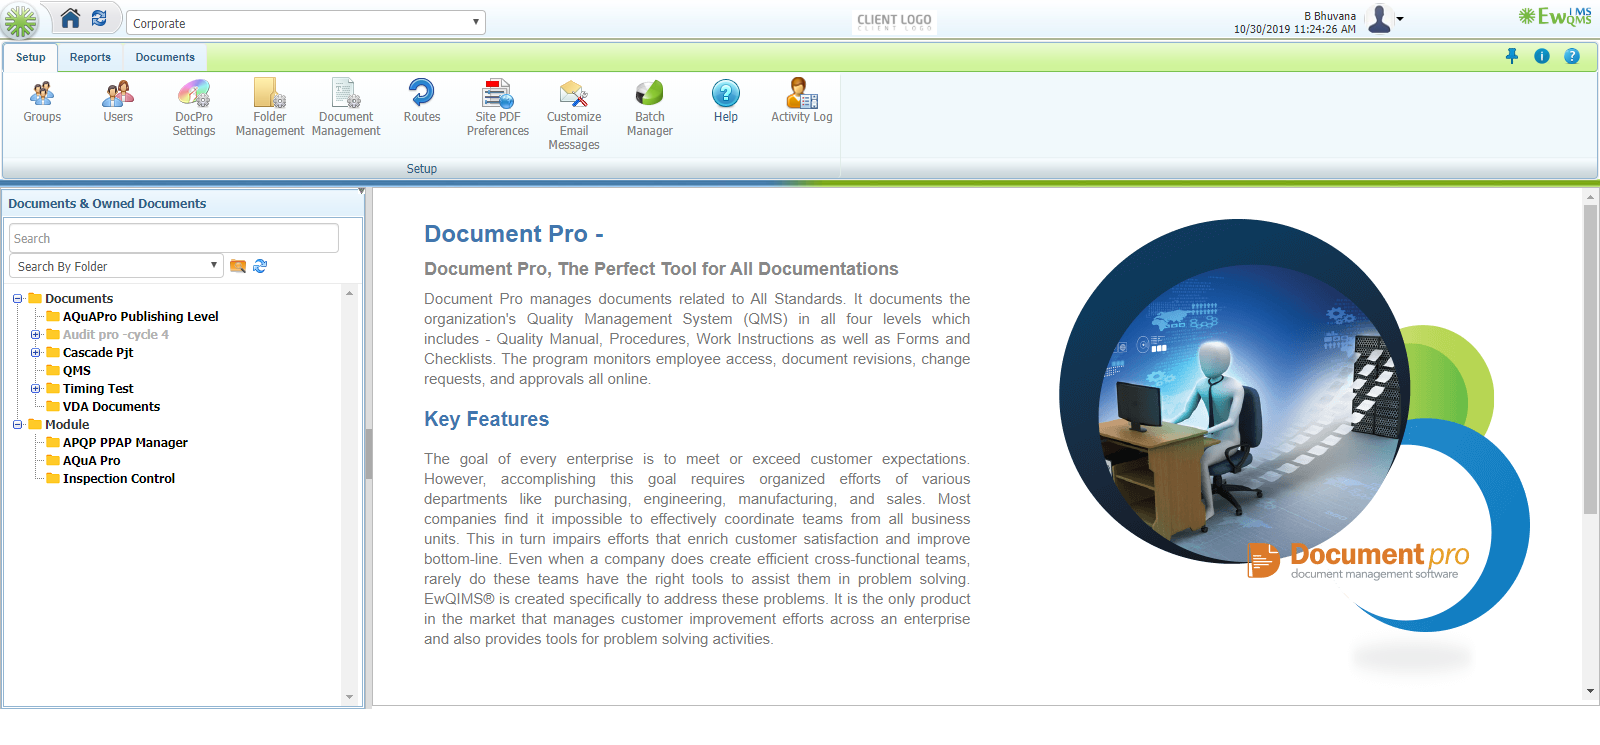 Corporate
CLIENT LOGO
CLIENT LOGO
B Bhuvana
10/30/2019 11:24:26 AM
EwQIMS
QMS
Setup
Reports
Documents
Groups
Users
DocPro
Settings
Folder
Management
Document
Management
Routes
Site PDF
Preferences
Customize
Email
Messages
Batch
Manager
Help
Activity Log
Setup
Documents & Owned Documents
Search
Search By Folder
Documents
AQuAPro Publishing Level
Audit pro -cycle 4
Cascade Pjt
QMS
Timing Test
VDA Documents
Module
APQP PPAP Manager
AQuA Pro
Inspection Control
Document Pro -
Document Pro, The Perfect Tool for All Documentations
Document Pro manages documents related to All Standards. It documents the
organization's Quality Management System (QMS) in all four levels which
includes - Quality Manual, Procedures, Work Instructions as well as Forms and
Checklists. The program monitors employee access, document revisions, change
requests, and approvals all online.
Key Features
The goal of every enterprise is to meet or exceed customer expectations.
However, accomplishing this goal requires organized efforts of various
departments like purchasing, engineering, manufacturing, and sales. Most
companies find it impossible to effectively coordinate teams from all business
units. This in turn impairs efforts that enrich customer satisfaction and improve
bottom-line. Even when a company does create efficient cross-functional teams,
rarely do these teams have the right tools to assist them in problem solving.
EwQIMS® is created specifically to address these problems. It is the only product
in the market that manages customer improvement efforts across an enterprise
and also provides tools for problem solving activities.
Document pro
document management software